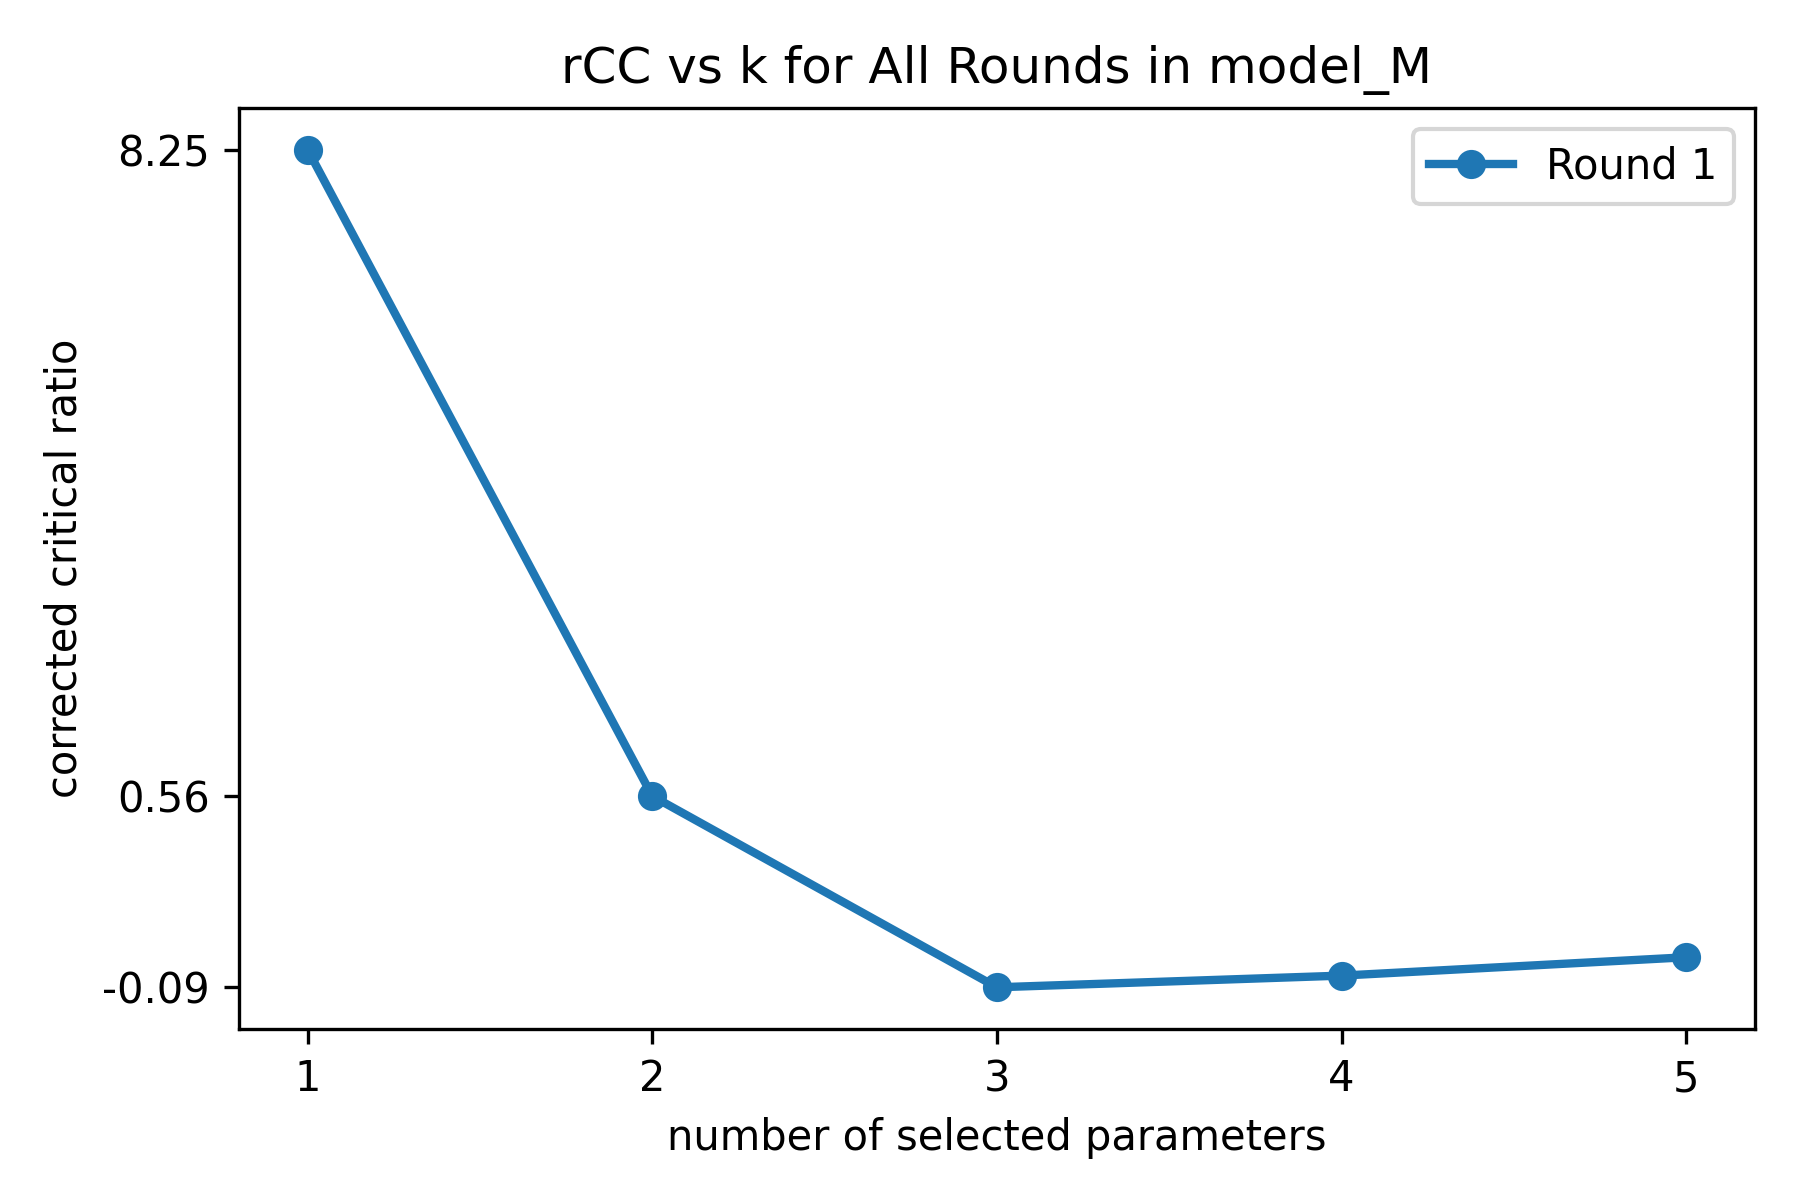 rCC vs k for All Rounds in model_M
Round 1
corrected critical ratio
8.25
0.56
-0.09
1 2 3 4 5
number of selected parameters